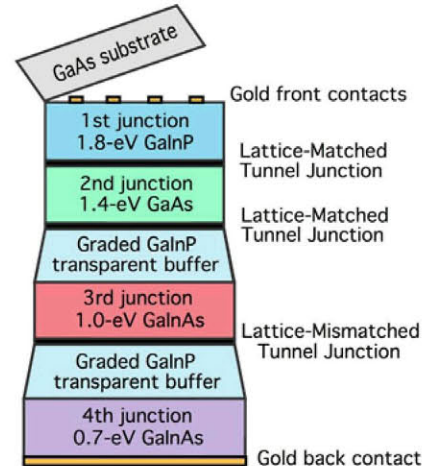 GaAs substrate
Gold front contacts
1st junction
1.8-eV GaInP
Lattice-Matched
Tunnel Junction
2nd junction
1.4-eV GaAs
Lattice-Matched
Tunnel Junction
Graded GaInP
transparent buffer
3rd junction
1.0-eV GaInAs
Lattice-Mismatched
Tunnel Junction
Graded GaInP
transparent buffer
4th junction
0.7-eV GaInAs
Gold back contact